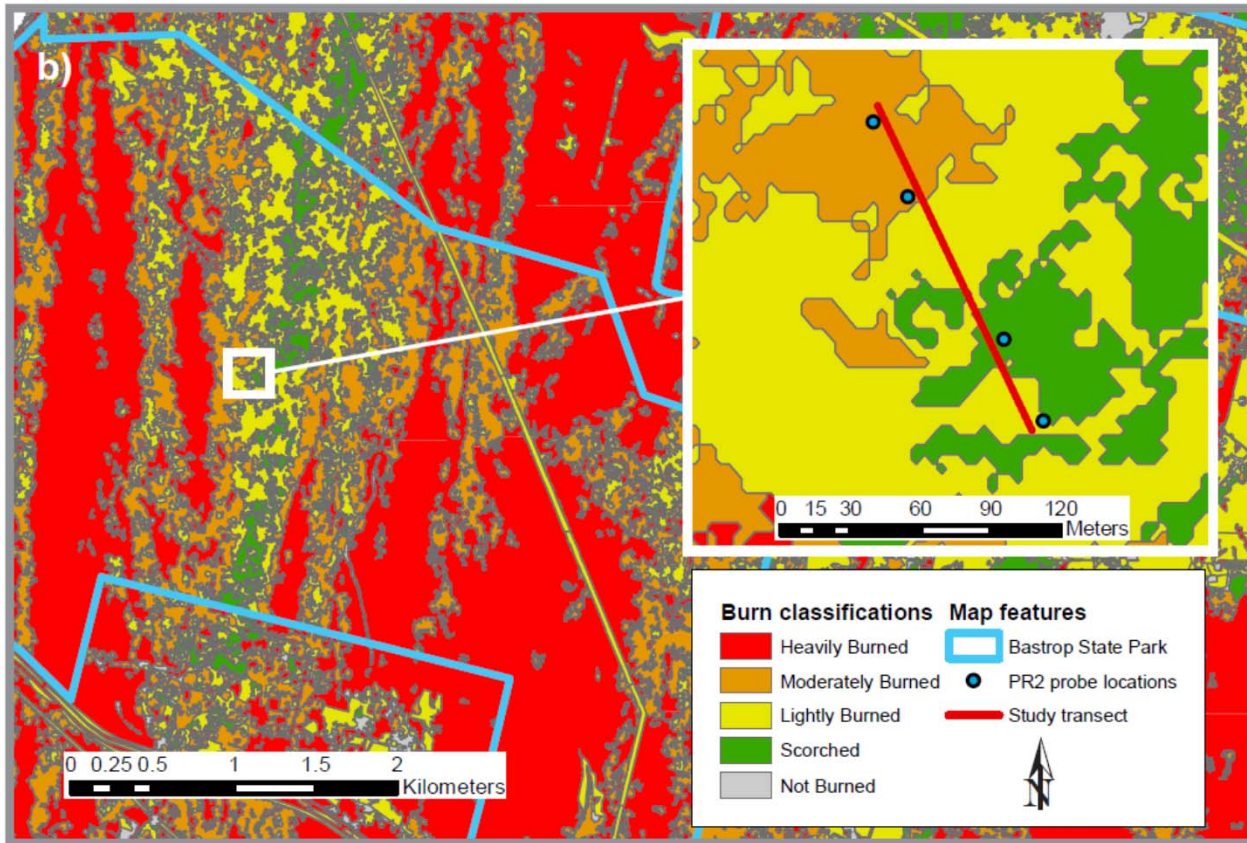 b)
0 15 30 60 90 120
Meters
0 0.25 0.5 1 1.5 2
Kilometers
Burn classifications
Heavily Burned
Moderately Burned
Lightly Burned
Scorched
Not Burned
Map features
Bastrop State Park
PR2 probe locations
Study transect
N